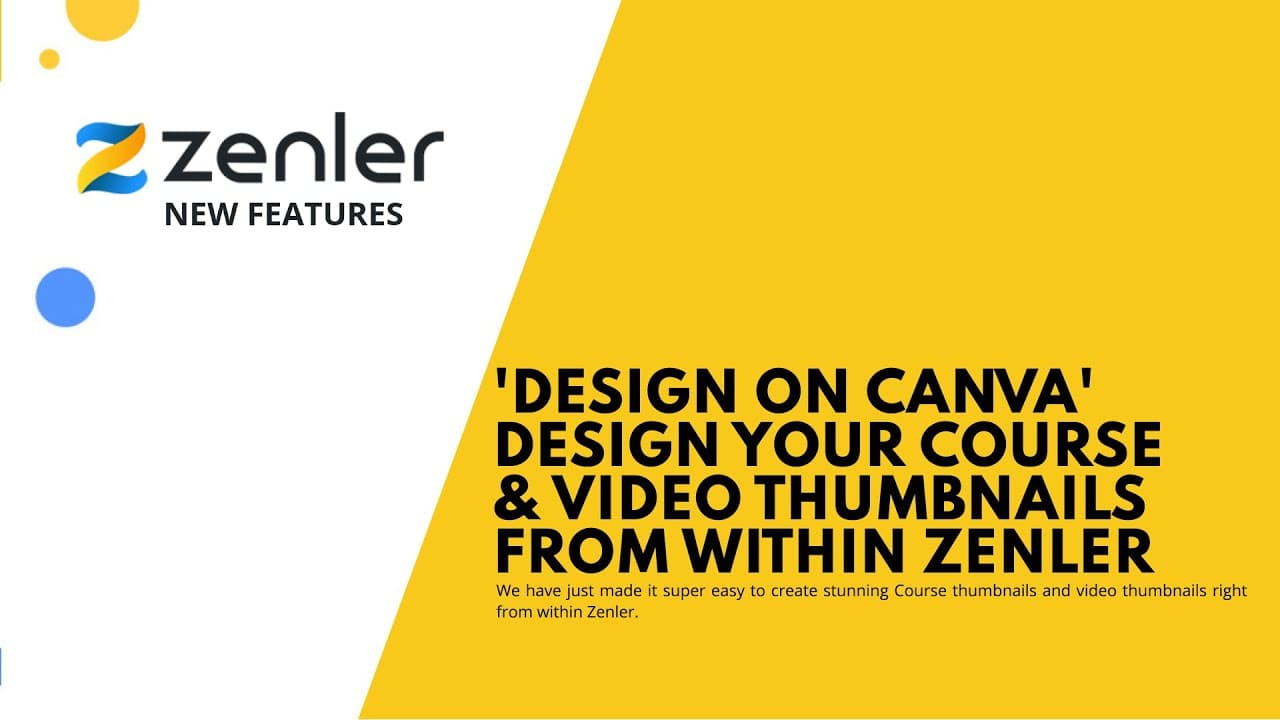 zenler
NEW FEATURES
'DESIGN ON CANVA'
DESIGN YOUR COURSE
& VIDEO THUMBNAILS
FROM WITHIN ZENLER
We have just made it super easy to create stunning Course thumbnails and video thumbnails right
from within Zenler.